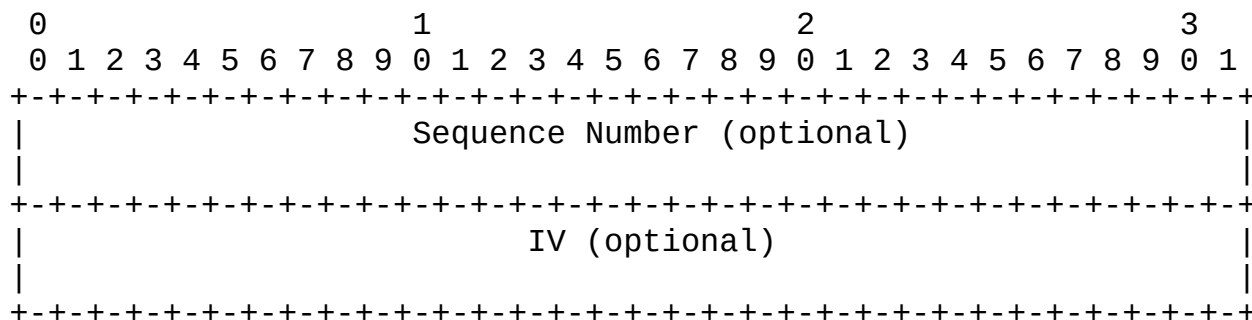 0                   1                   2                   3
 0 1 2 3 4 5 6 7 8 9 0 1 2 3 4 5 6 7 8 9 0 1 2 3 4 5 6 7 8 9 0 1
+-+-+-+-+-+-+-+-+-+-+-+-+-+-+-+-+-+-+-+-+-+-+-+-+-+-+-+-+-+-+-+-+
|                    Sequence Number (optional)                 |
|                                                               |
+-+-+-+-+-+-+-+-+-+-+-+-+-+-+-+-+-+-+-+-+-+-+-+-+-+-+-+-+-+-+-+-+
|                          IV (optional)                        |
|                                                               |
+-+-+-+-+-+-+-+-+-+-+-+-+-+-+-+-+-+-+-+-+-+-+-+-+-+-+-+-+-+-+-+-+